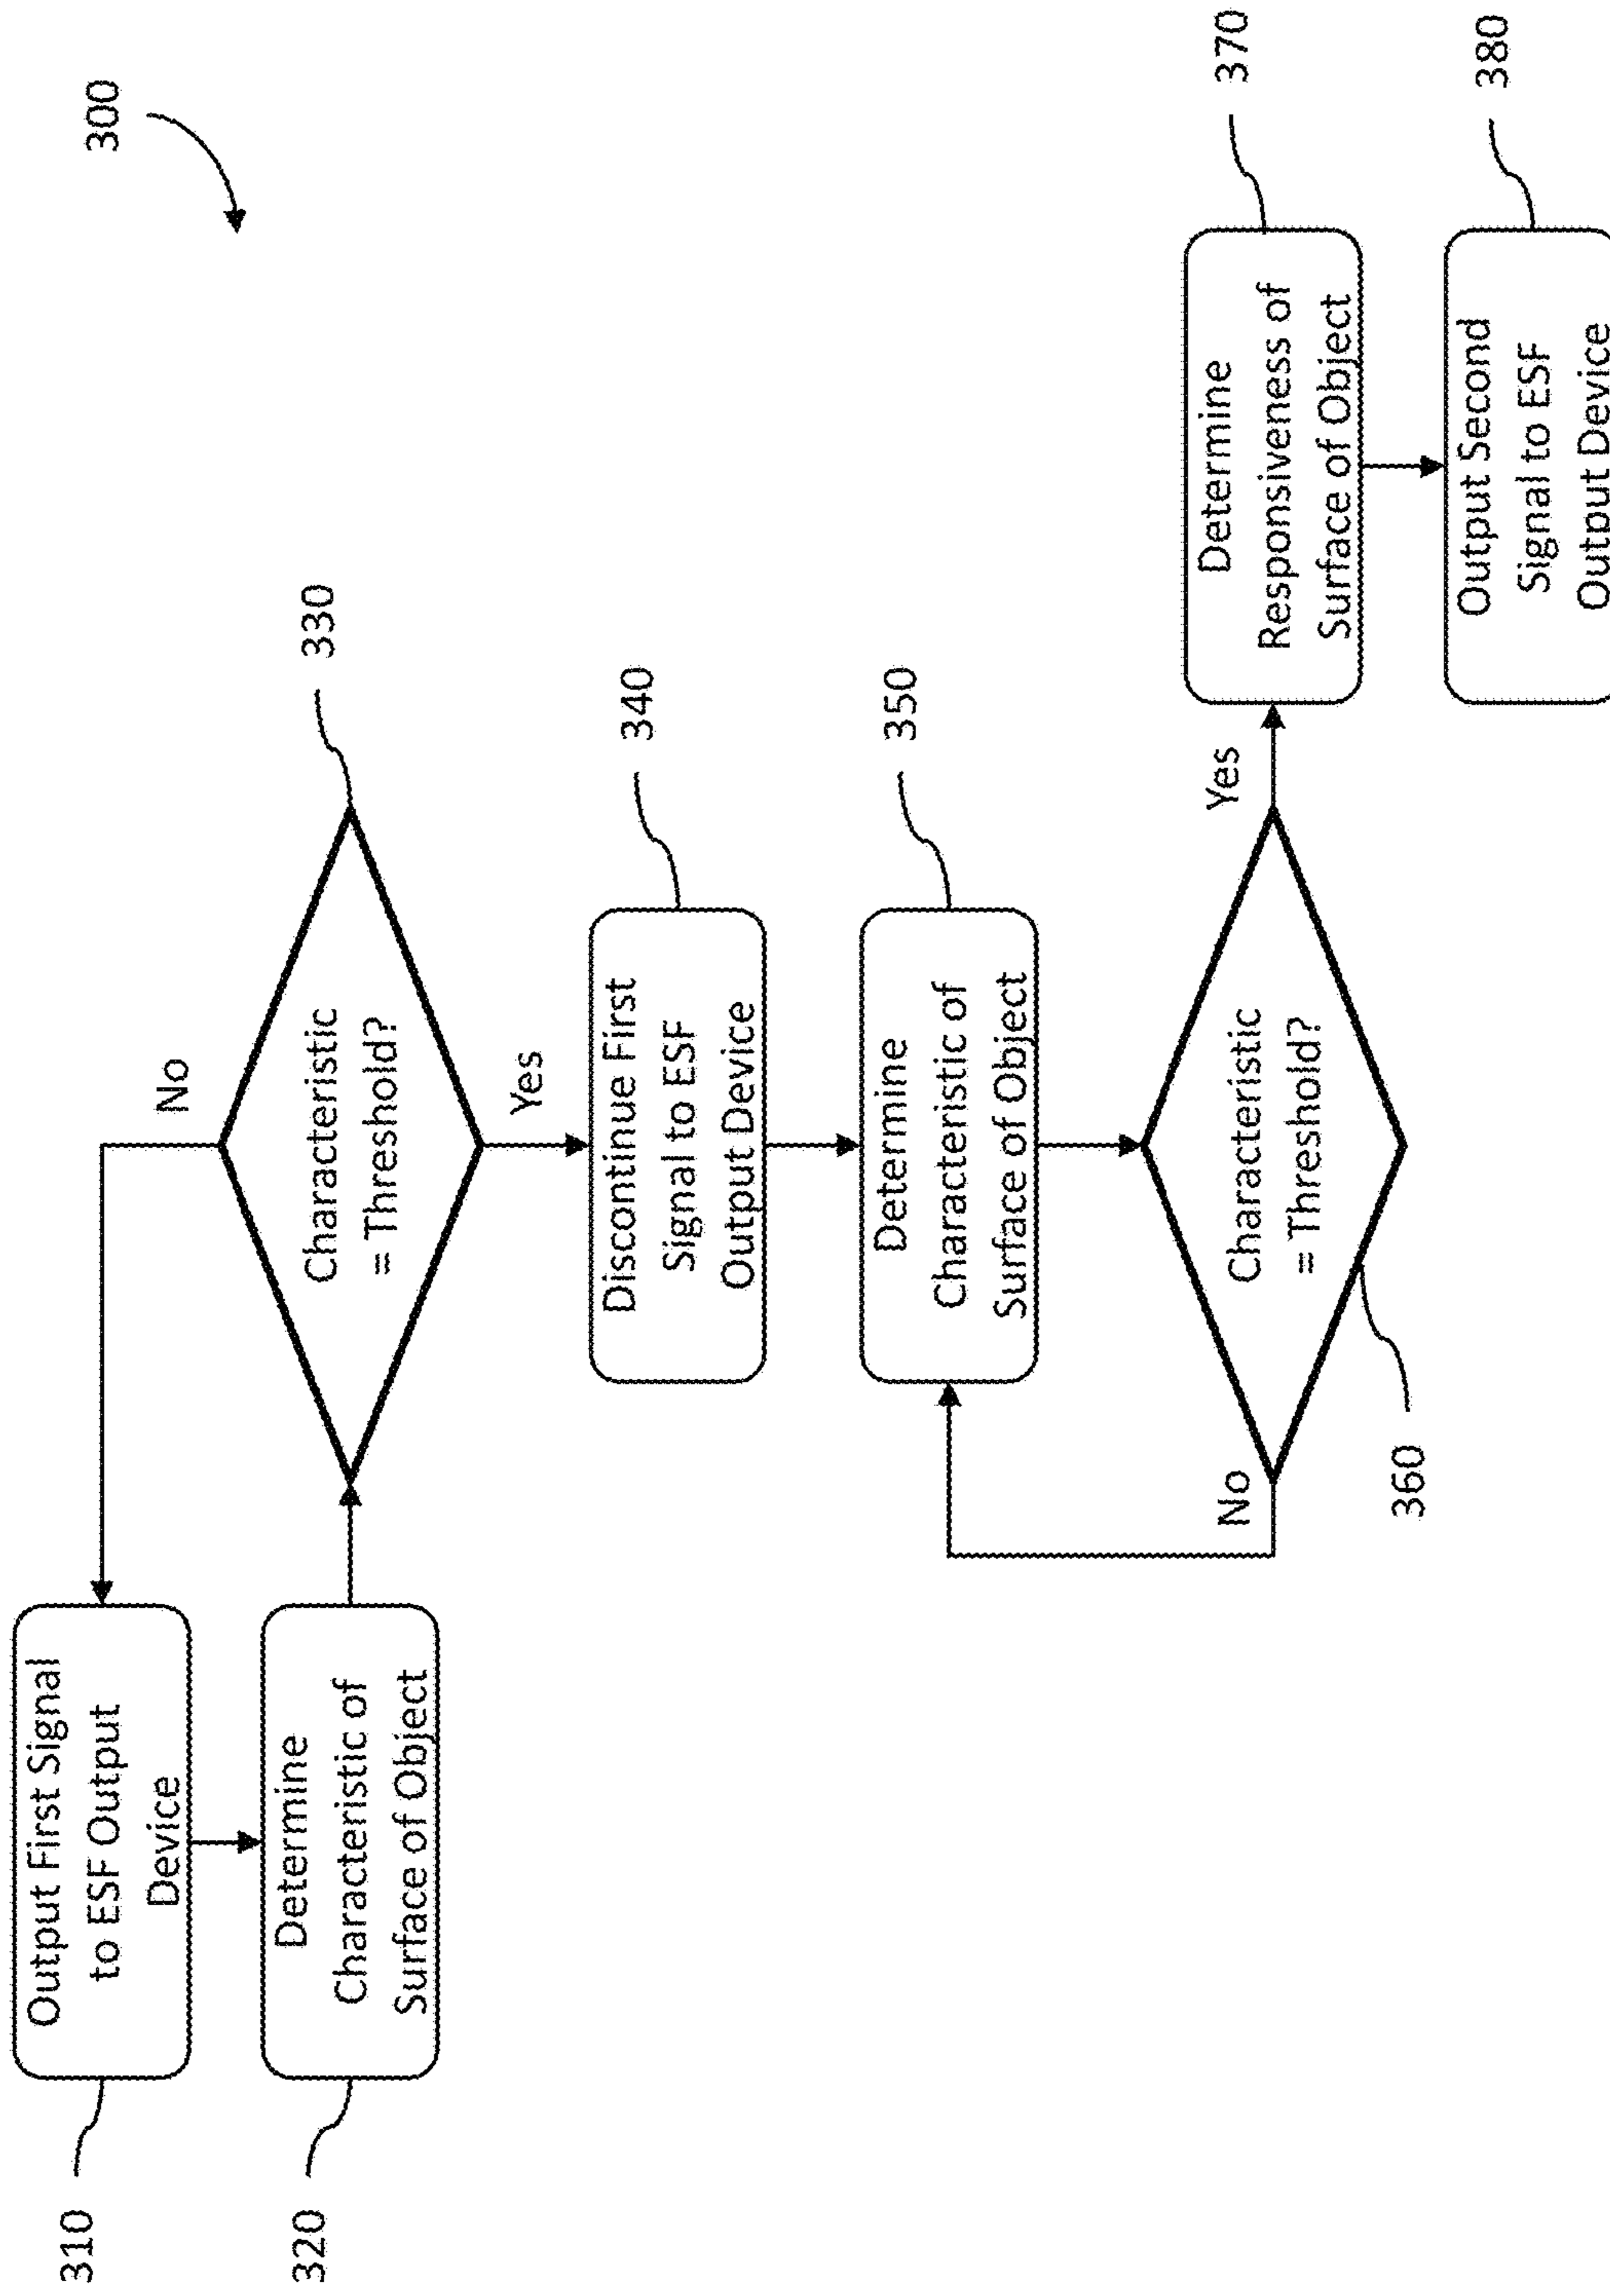 300
310
Output First Signal
to ESF Output
Device
320
Determine
Characteristic of
Surface of Object
No
330
Characteristic
= Threshold?
Yes
340
Discontinue First
Signal to ESF
Output Device
350
Determine
Characteristic of
Surface of Object
No
360
Characteristic
= Threshold?
Yes
370
Determine
Responsiveness of
Surface of Object
380
Output Second
Signal to ESF
Output Device